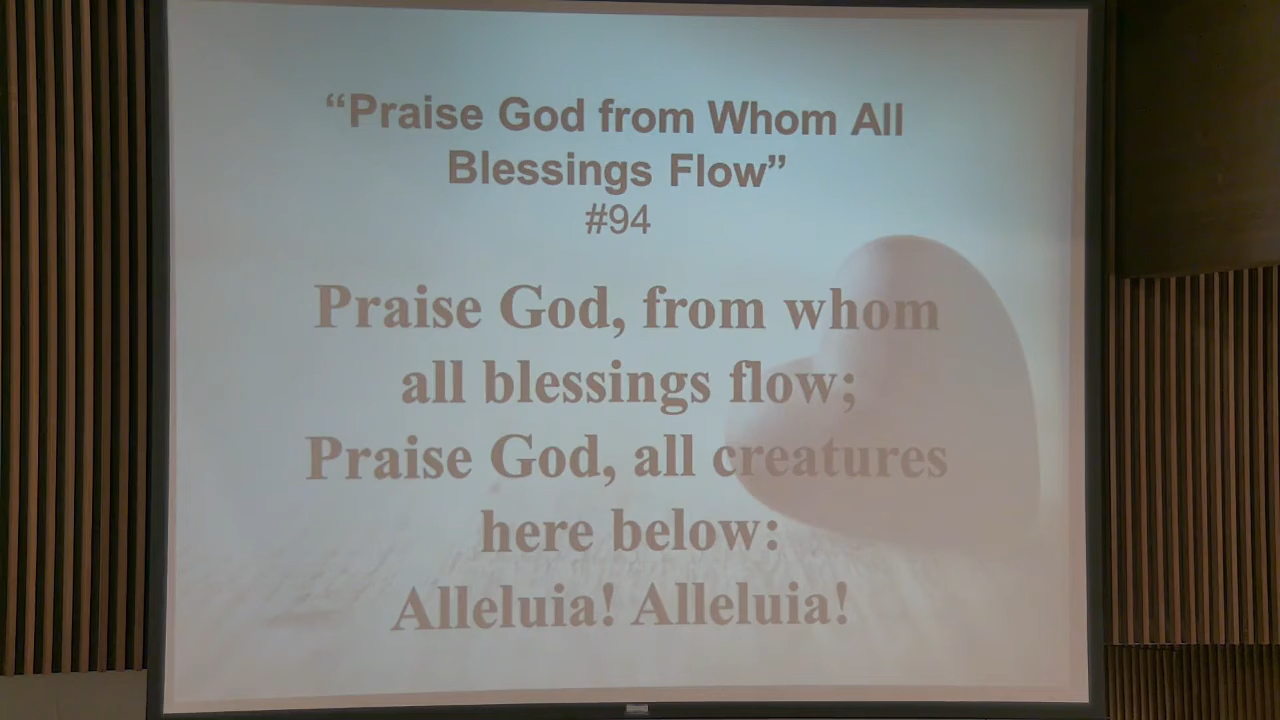 “Praise God from Whom All
Blessings Flow”
#94
Praise God, from whom
all blessings flow;
Praise God, all creatures
here below:
Alleluia! Alleluia!